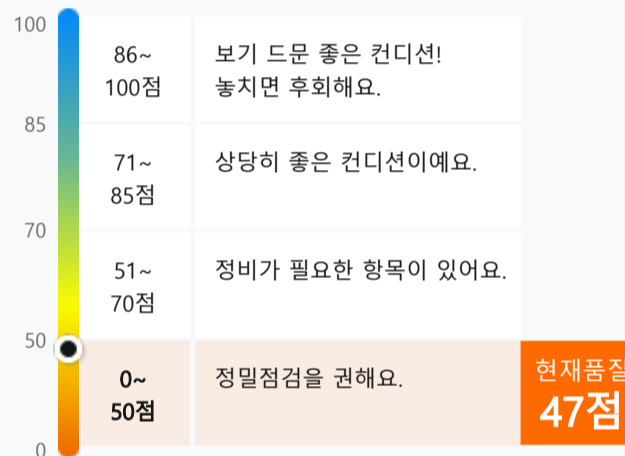 100
86~
100점
보기 드문 좋은 컨디션!
놓치면 후회해요.
85
71~
85점
상당히 좋은 컨디션이예요.
70
51~
70점
정비가 필요한 항목이 있어요.
50
0~
50점
정밀점검을 권해요.
현재품질
47점
0